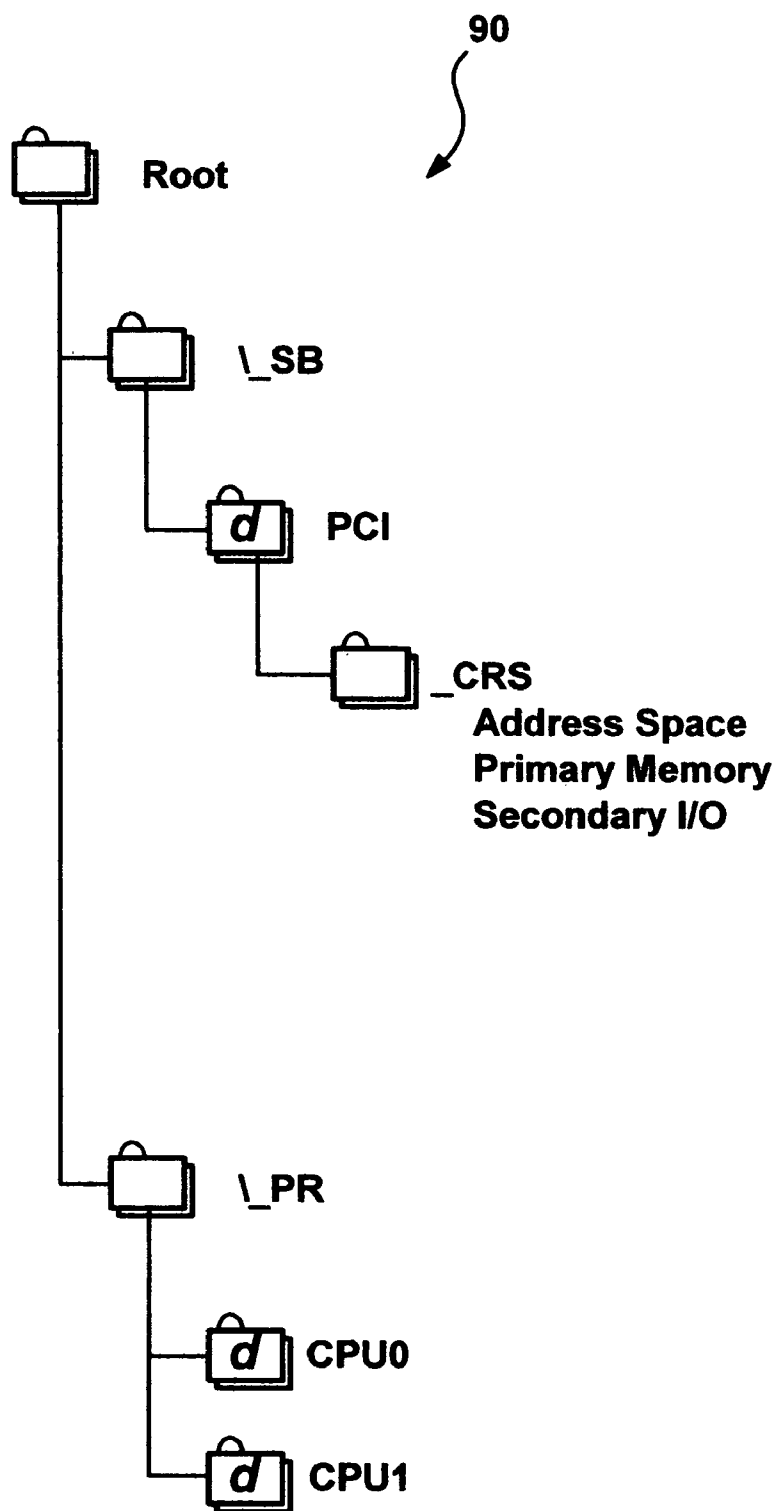 90
Root
\_SB
d PCI
_CRS
Address Space
Primary Memory
Secondary I/O
\_PR
d CPU0
d CPU1